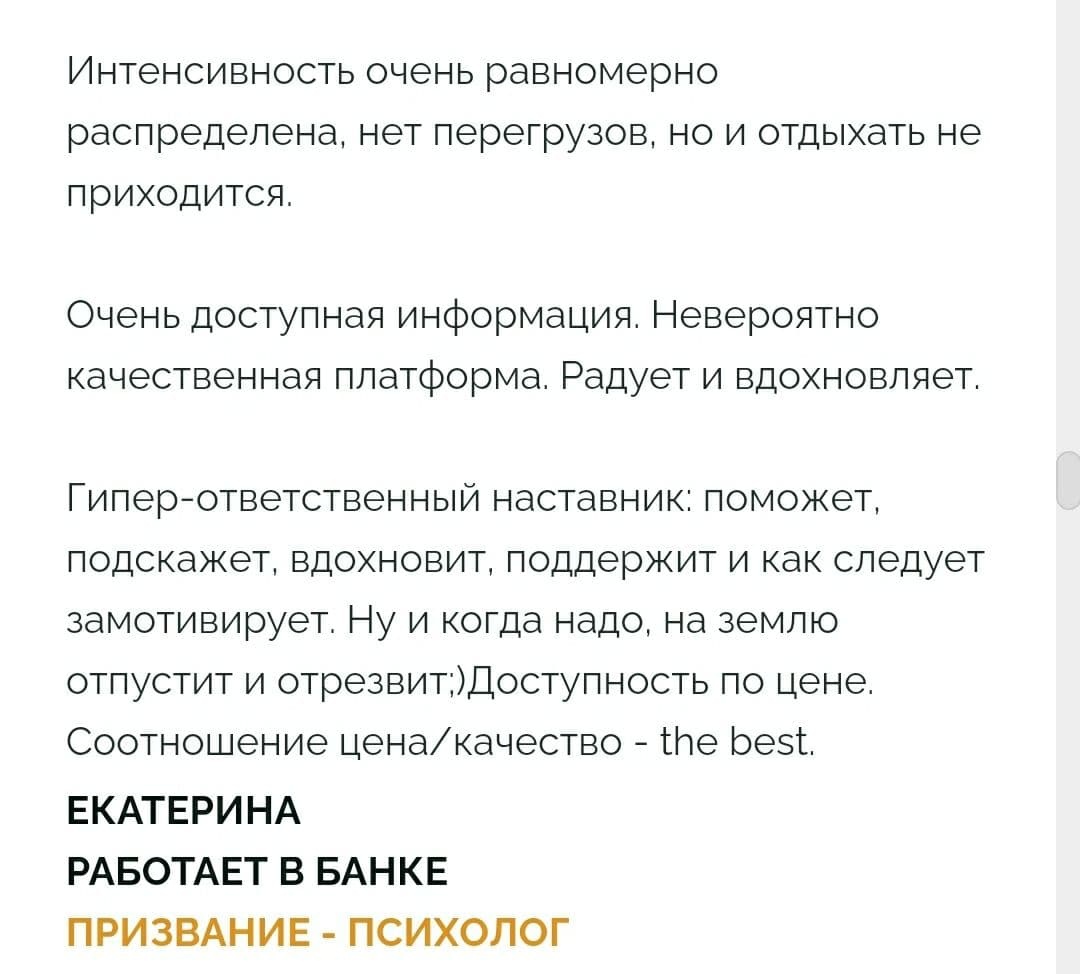 Интенсивность очень равномерно
распределена, нет перегрузов, но и отдыхать не
приходится.
Очень доступная информация. Невероятно
качественная платформа. Радует и вдохновляет.
Гипер-ответственный наставник: поможет,
подскажет, вдохновит, поддержит и как следует
замотивирует. Ну и когда надо, на землю
отпустит и отрезвит;)Доступность по цене.
Соотношение цена/качество - the best.
ЕКАТЕРИНА
РАБОТАЕТ В БАНКЕ
ПРИЗВАНИЕ - ПСИХОЛОГ